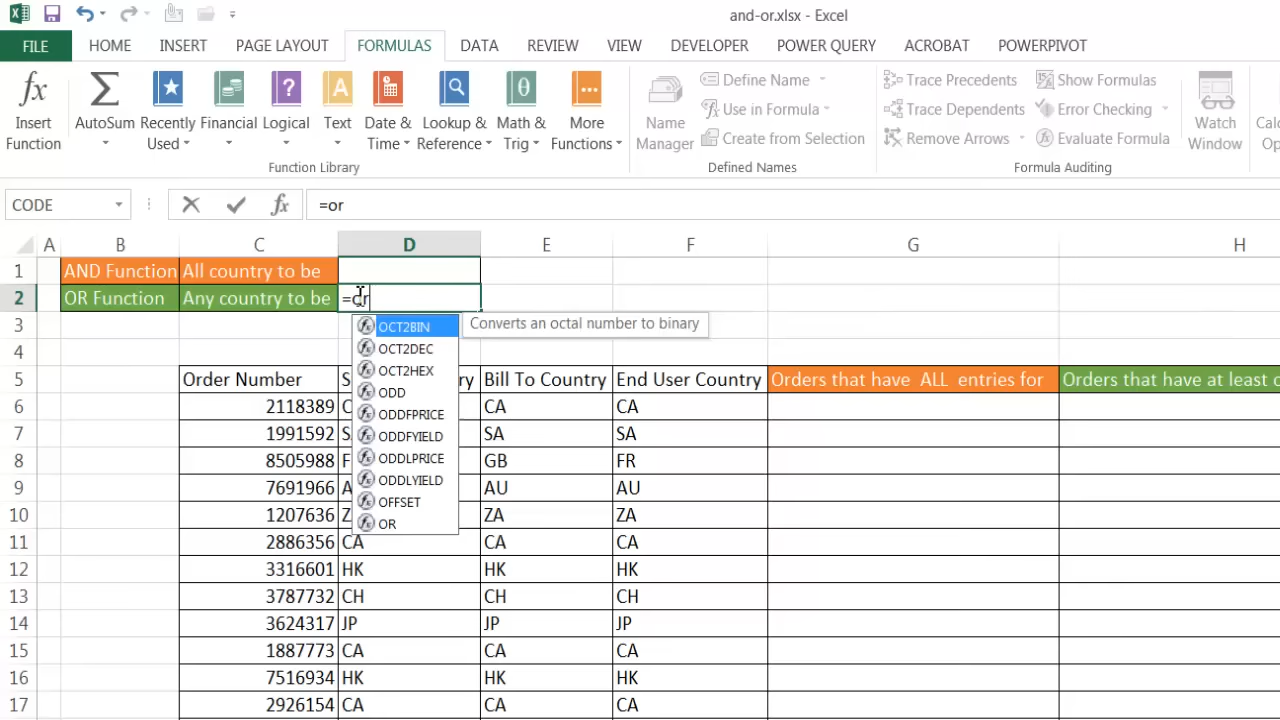 and-or.xlsx - Excel
FILE HOME INSERT PAGE LAYOUT FORMULAS DATA REVIEW VIEW DEVELOPER POWER QUERY ACROBAT POWERPIVOT
fx Σ A θ
Insert Function
AutoSum
Recently Used
Financial
Logical
Text
Date & Time
Lookup & Reference
Math & Trig
More Functions
Function Library
Name Manager
Define Name
Use in Formula
Create from Selection
Defined Names
Trace Precedents
Trace Dependents
Remove Arrows
Show Formulas
Error Checking
Evaluate Formula
Formula Auditing
Watch Window
CODE fx =or
A B C D E F G H
1 AND Function All country to be
2 OR Function Any country to be =or
Converts an octal number to binary
OCT2BIN
OCT2DEC
OCT2HEX
ODD
ODDFPRICE
ODDFYIELD
ODDLPRICE
ODDLYIELD
OFFSET
OR
3
4
5 Order Number S ry Bill To Country End User Country Orders that have ALL entries for Orders that have at least
6 2118389 C CA CA
7 1991592 SA SA
8 8505988 F GB FR
9 7691966 A AU AU
10 1207636 Z ZA ZA
11 2886356 CA CA CA
12 3316601 HK HK HK
13 3787732 CH CH CH
14 3624317 JP JP JP
15 1887773 CA CA CA
16 7516934 HK HK HK
17 2926154 CA CA CA